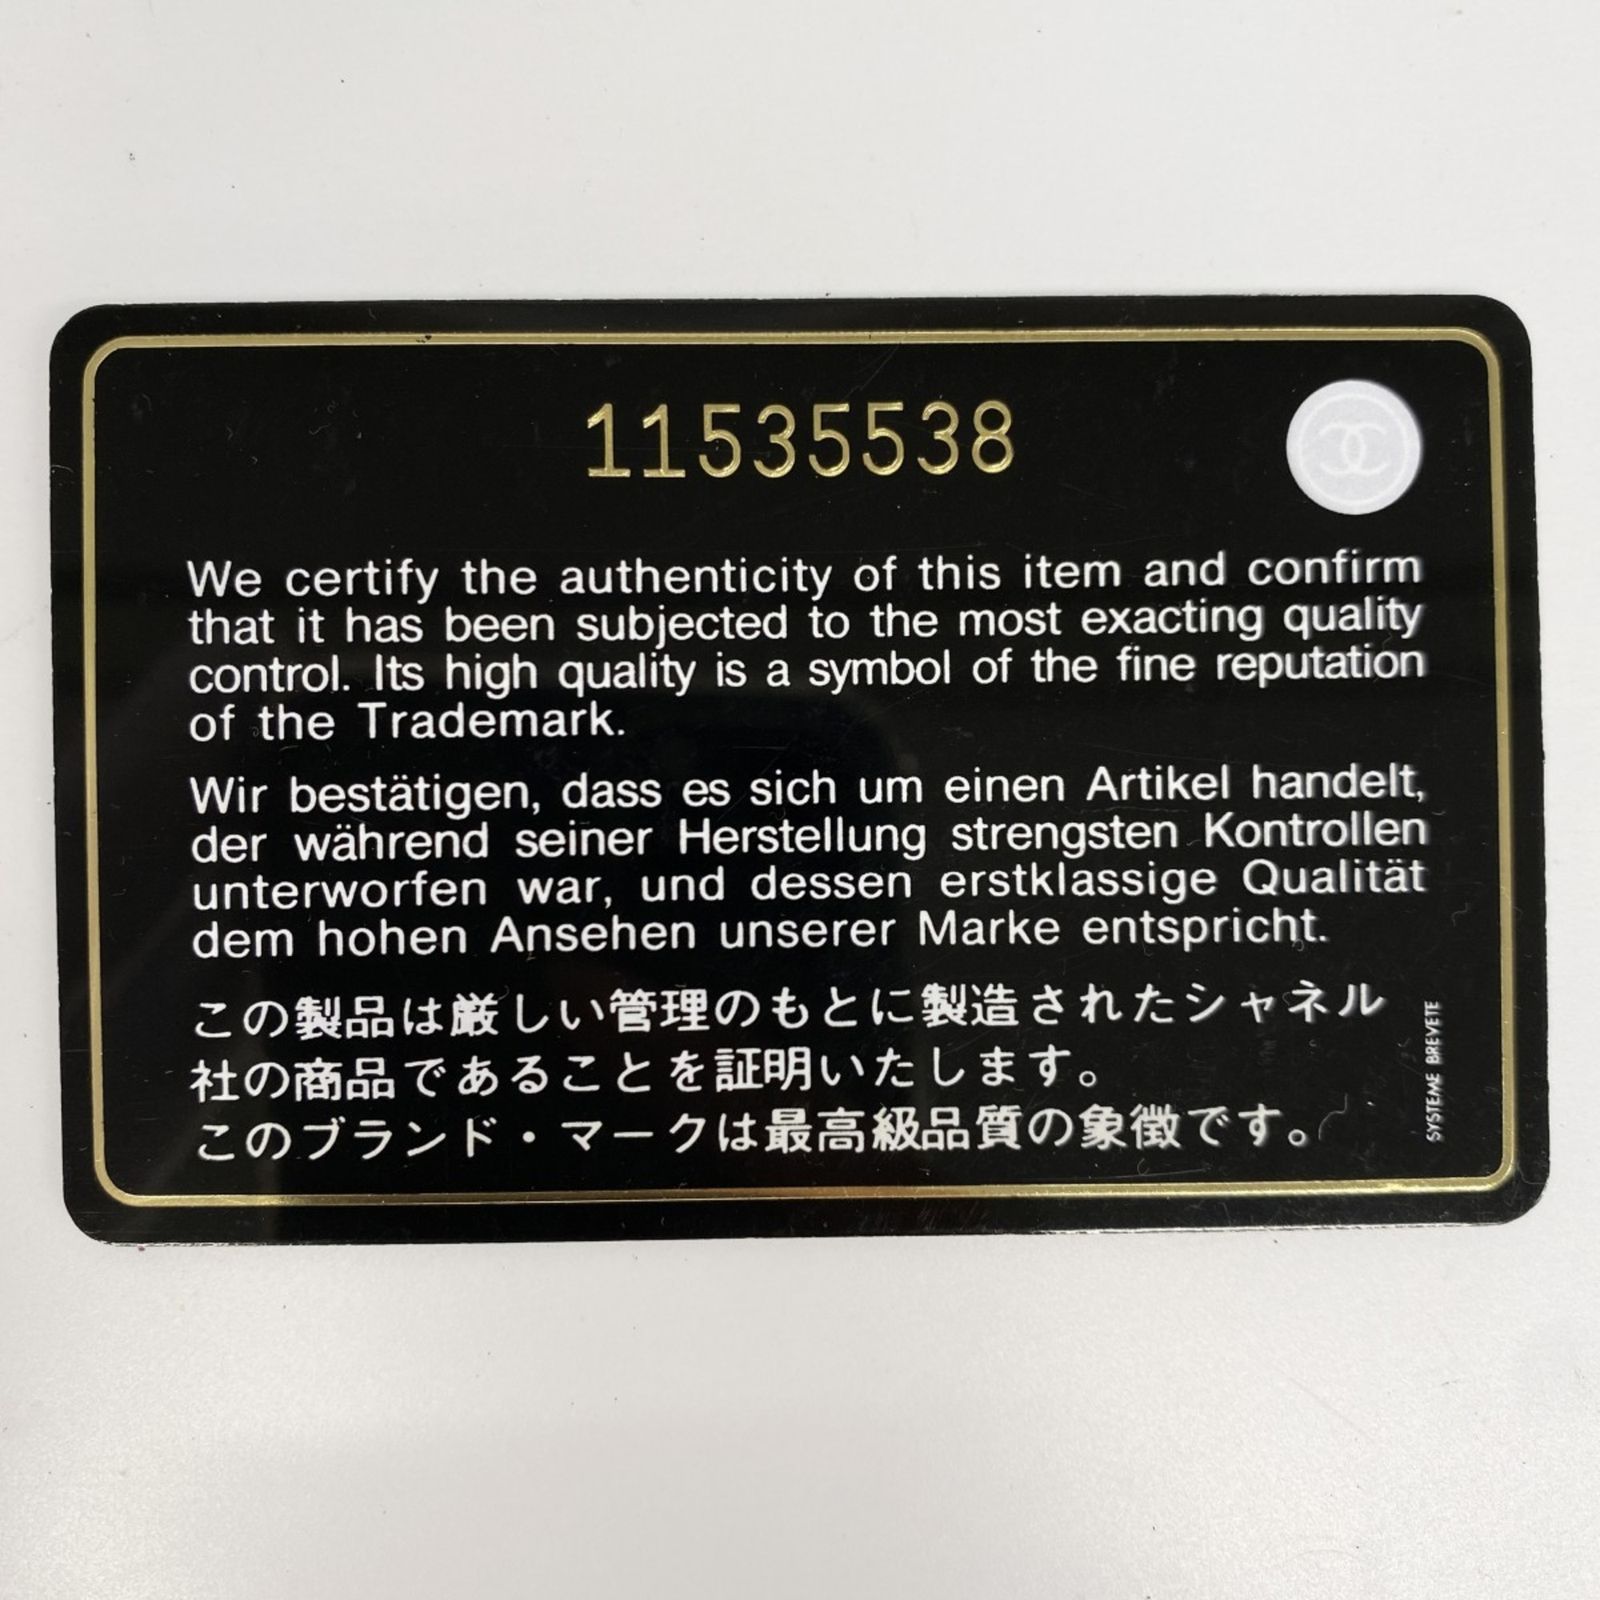 11535538
We certify the authenticity of this item and confirm
that it has been subjected to the most exacting quality
control. Its high quality is a symbol of the fine reputation
of the Trademark.
Wir bestätigen, dass es sich um einen Artikel handelt,
der während seiner Herstellung strengsten Kontrollen
unterworfen war, und dessen erstklassige Qualität
dem hohen Ansehen unserer Marke entspricht.
この製品は厳しい管理のもとに製造されたシャネル
社の商品であることを証明いたします。
このブランド・マークは最高級品質の象徴です。
SYSTEME BREVETE